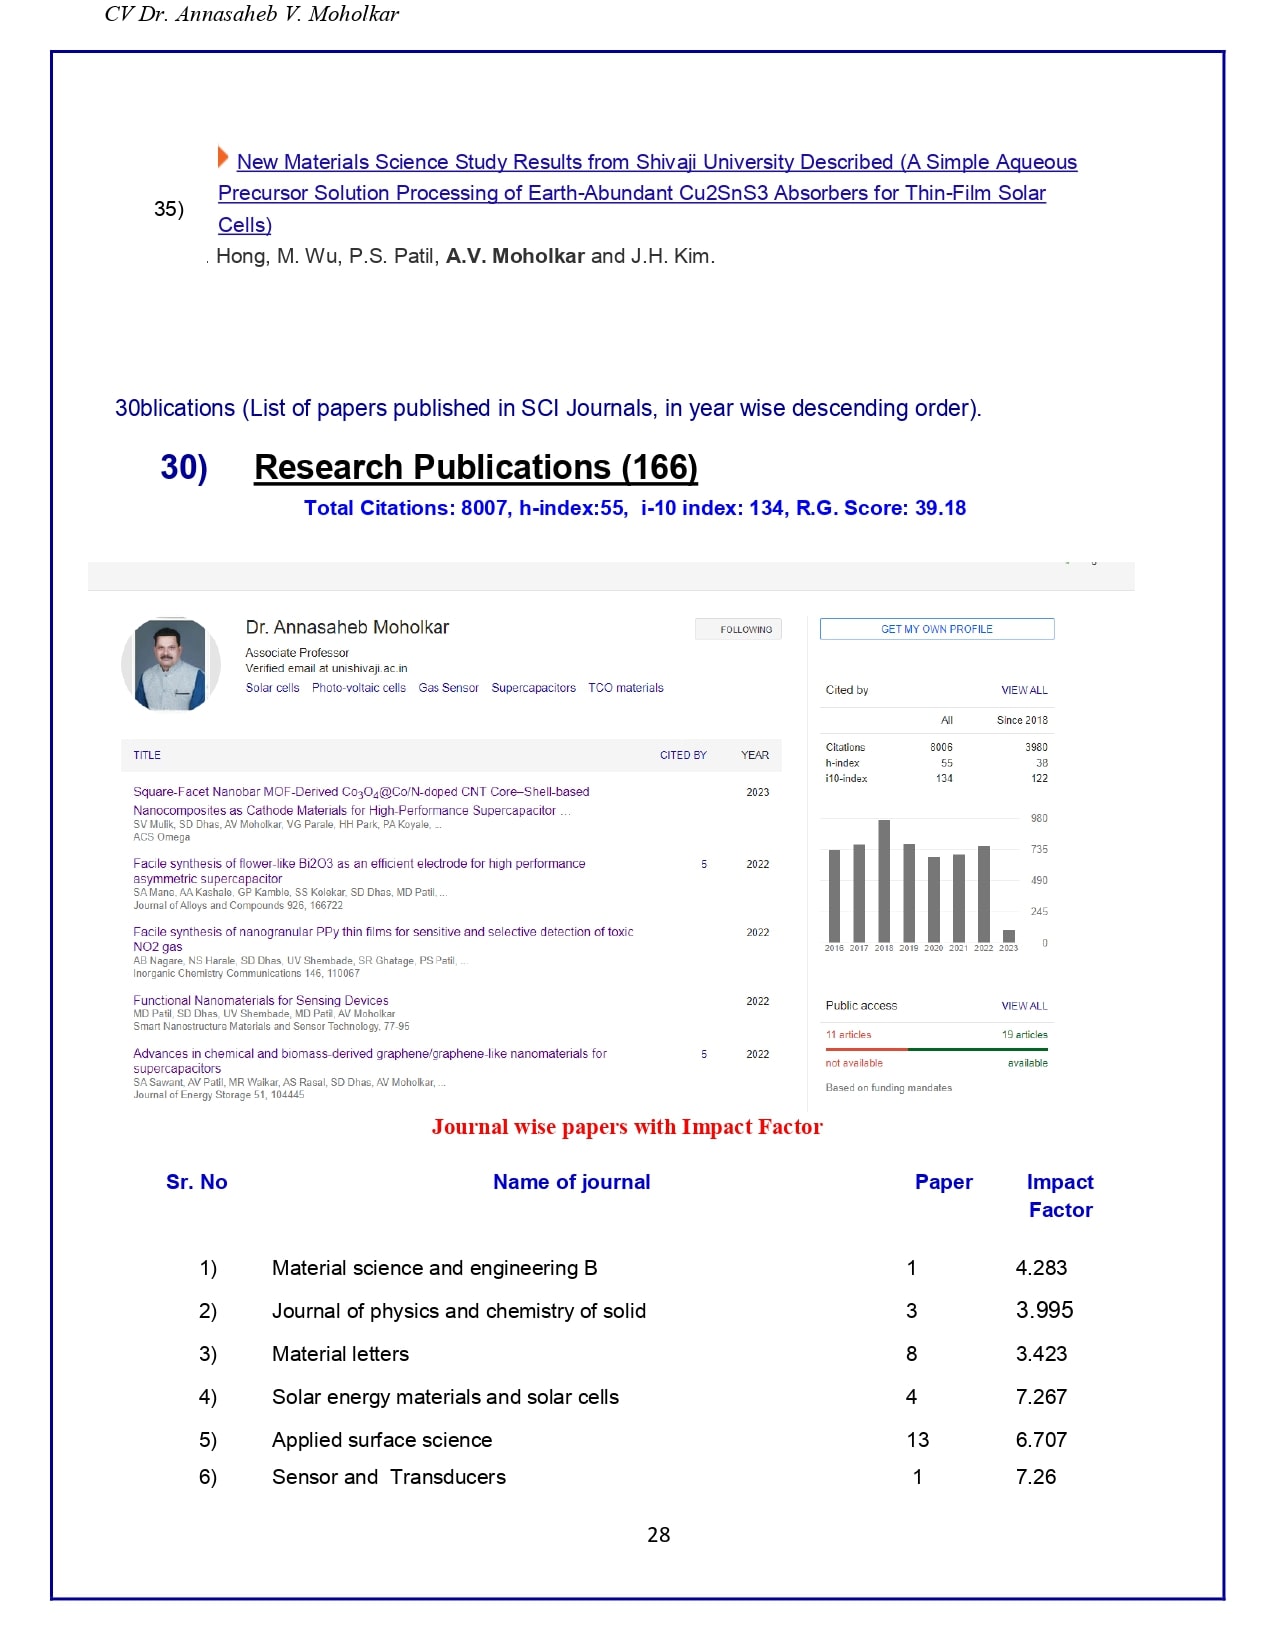 CV Dr. Annasaheb V. Moholkar
New Materials Science Study Results from Shivaji University Described (A Simple Aqueous
Precursor Solution Processing of Earth-Abundant Cu2SnS3 Absorbers for Thin-Film Solar
35)
Cells)
. Hong, M. Wu, P.S. Patil, A.V. Moholkar and J.H. Kim.
30blications (List of papers published in SCI Journals, in year wise descending order).
30) Research Publications (166)
Total Citations: 8007, h-index:55, i-10 index: 134, R.G. Score: 39.18
Dr. Annasaheb Moholkar
FOLLOWING
Associate Professor
Verified email at unishivaji.ac.in
Solar cells Photo-voltaic cells Gas Sensor Supercapacitors TCO materials
TITLE CITED BY YEAR
Square-Facet Nanobar MOF-Derived Co3O4@Co/N-doped CNT Core–Shell-based 2023
Nanocomposites as Cathode Materials for High-Performance Supercapacitor ...
SV Mulik, SD Dhas, AV Moholkar, VG Parale, HH Park, PA Koyale, ...
ACS Omega
Facile synthesis of flower-like Bi2O3 as an efficient electrode for high performance 5 2022
asymmetric supercapacitor
SA Mane, AA Kashale, GP Kamble, SS Kolekar, SD Dhas, MD Patil, ...
Journal of Alloys and Compounds 926, 166722
Facile synthesis of nanogranular PPy thin films for sensitive and selective detection of toxic 2022
NO2 gas
AB Nagare, NS Harale, SD Dhas, UV Shembade, SR Ghatage, PS Patil, ...
Inorganic Chemistry Communications 146, 110067
Functional Nanomaterials for Sensing Devices 2022
MD Patil, SD Dhas, UV Shembade, MD Patil, AV Moholkar
Smart Nanostructure Materials and Sensor Technology, 77-95
Advances in chemical and biomass-derived graphene/graphene-like nanomaterials for 5 2022
supercapacitors
SA Sawant, AV Patil, MR Waikar, AS Rasal, SD Dhas, AV Moholkar, ...
Journal of Energy Storage 51, 104445
GET MY OWN PROFILE
Cited by VIEW ALL
All Since 2018
Citations 8006 3980
h-index 55 38
i10-index 134 122
980
735
490
245
0
2016 2017 2018 2019 2020 2021 2022 2023
Public access VIEW ALL
11 articles 19 articles
not available available
Based on funding mandates
Journal wise papers with Impact Factor
Sr. No Name of journal Paper Impact
Factor
1) Material science and engineering B 1 4.283
2) Journal of physics and chemistry of solid 3 3.995
3) Material letters 8 3.423
4) Solar energy materials and solar cells 4 7.267
5) Applied surface science 13 6.707
6) Sensor and Transducers 1 7.26
28